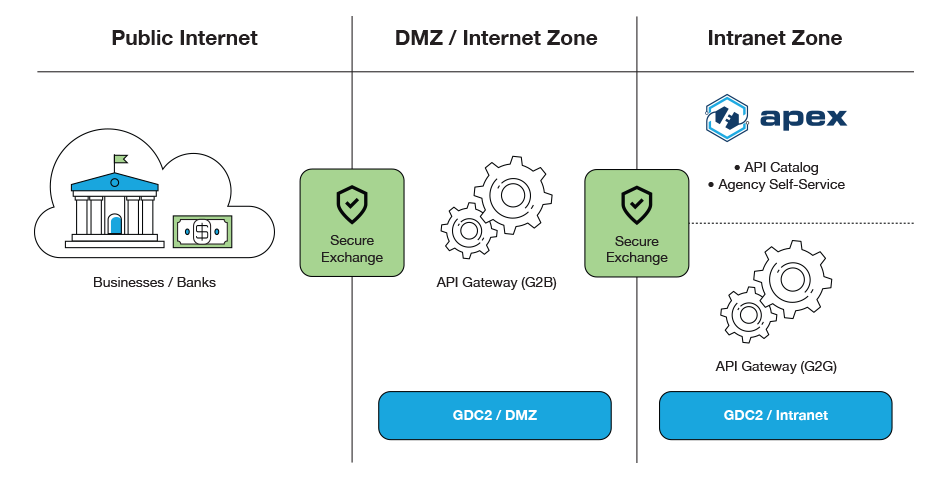 Public Internet
DMZ / Internet Zone
Intranet Zone
apex
• API Catalog
• Agency Self-Service
Secure
Exchange
Secure
Exchange
$
Businesses / Banks
API Gateway (G2B)
API Gateway (G2G)
GDC2 / DMZ
GDC2 / Intranet